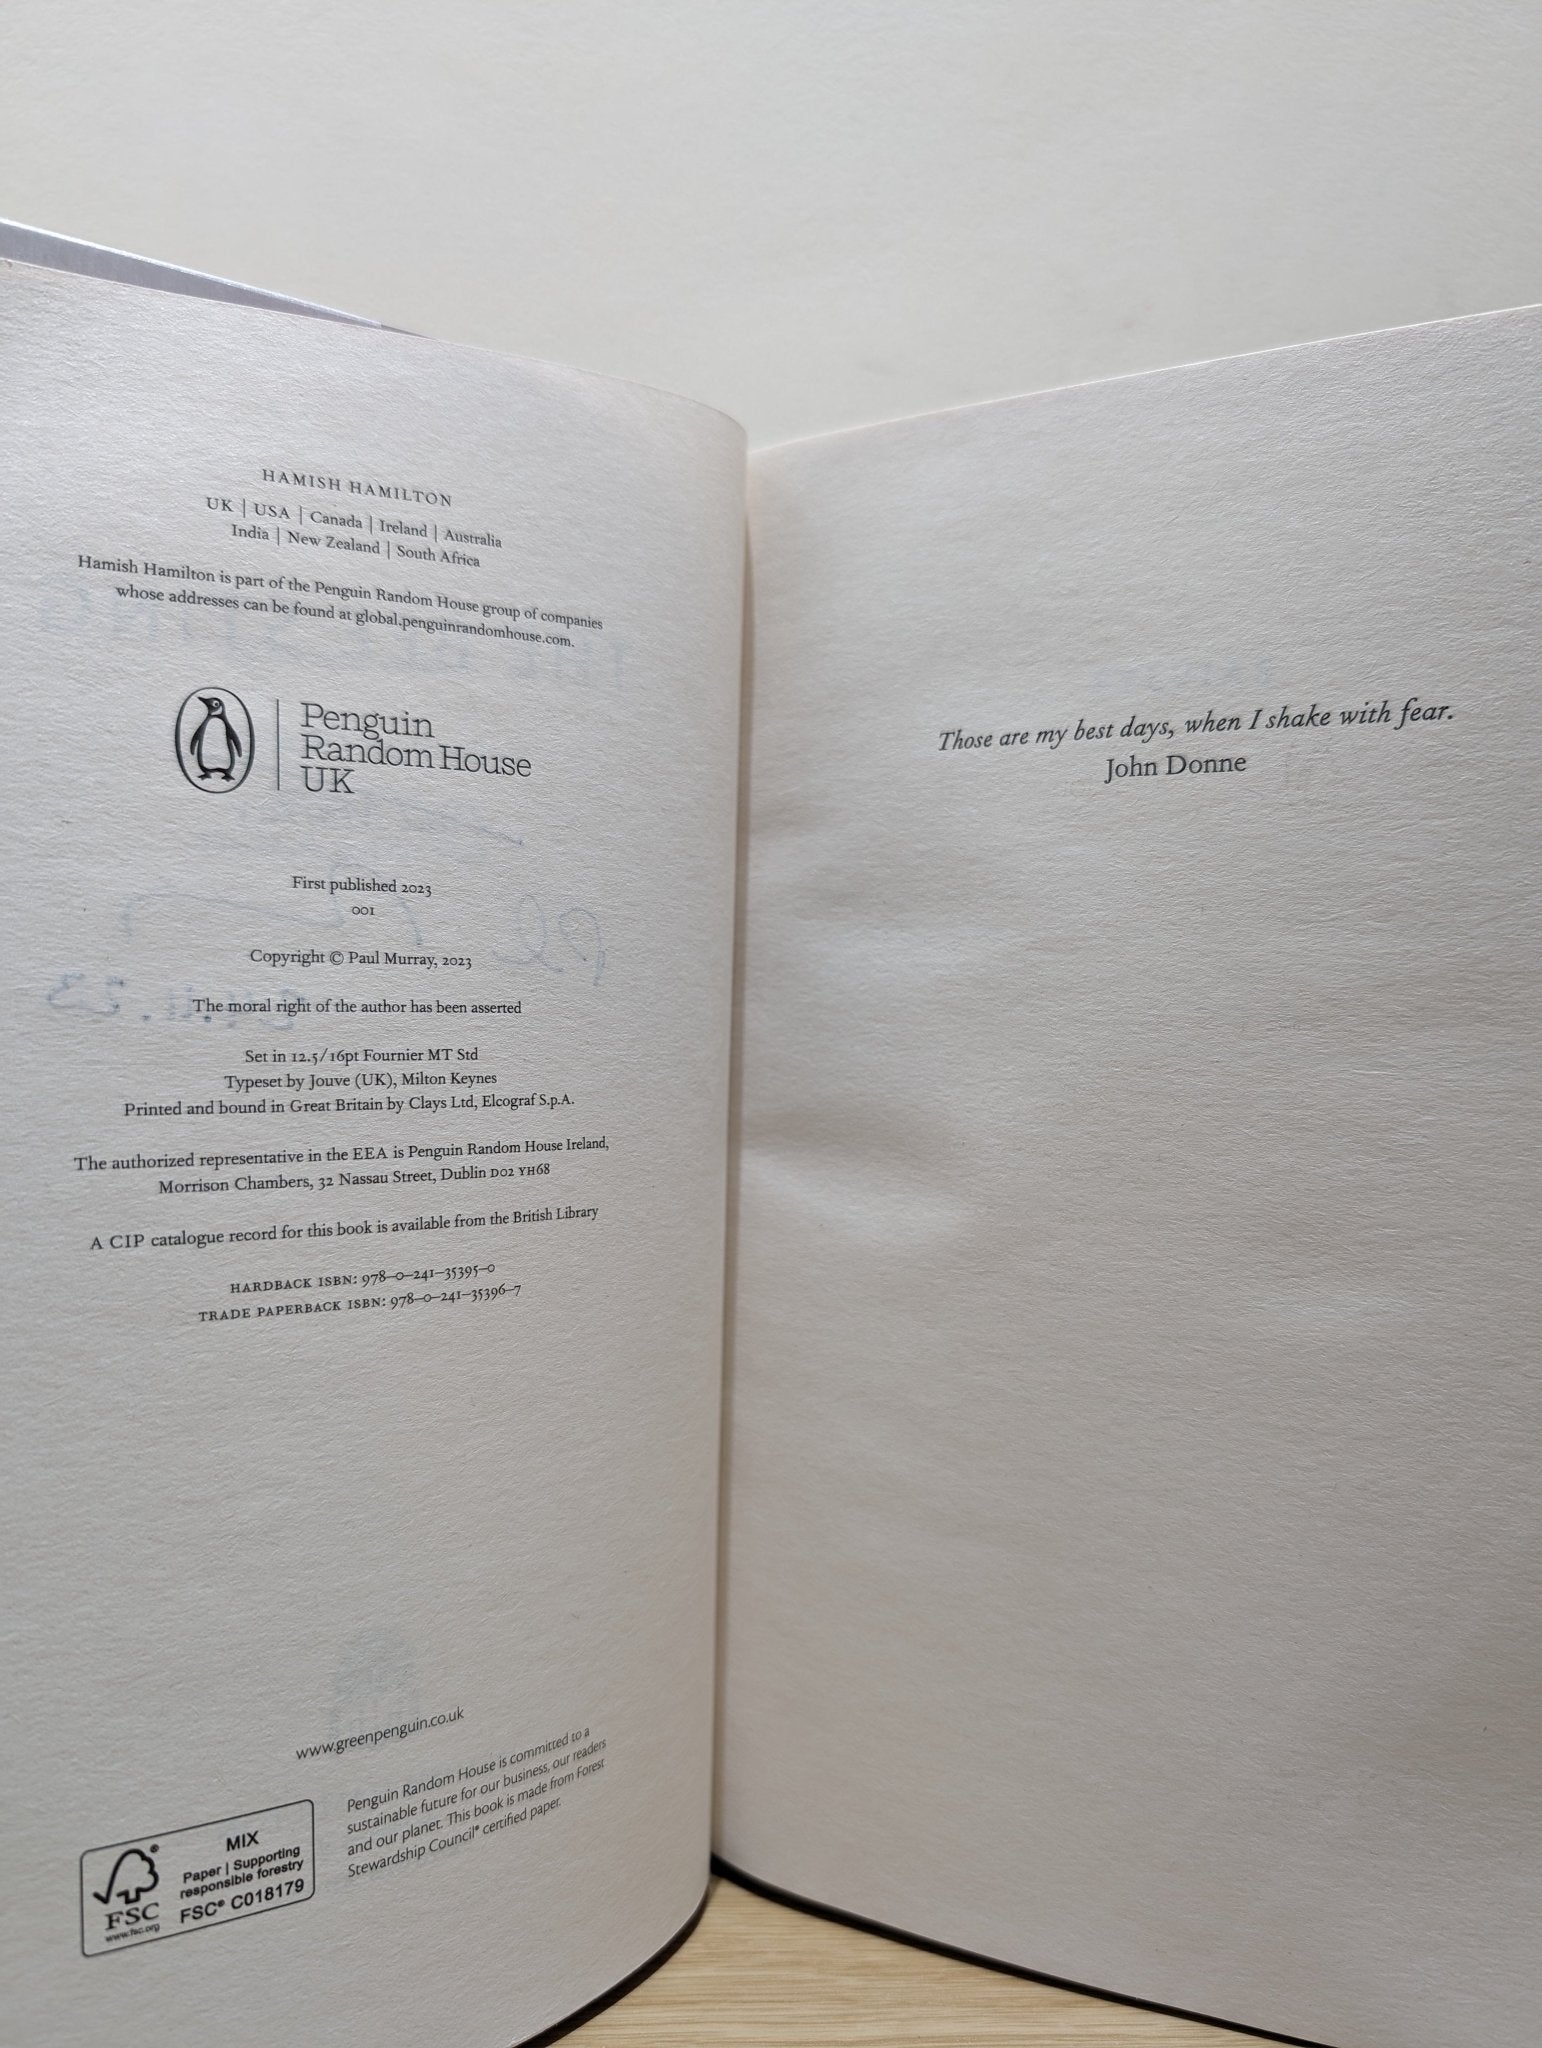 HAMISH HAMILTON
UK | USA | Canada | Ireland | Australia
India | New Zealand | South Africa
Hamish Hamilton is part of the Penguin Random House group of companies
whose addresses can be found at global.penguinrandomhouse.com.
Penguin
Random House
UK
First published 2023
001
Copyright © Paul Murray, 2023
The moral right of the author has been asserted
Set in 12.5/16pt Fournier MT Std
Typeset by Jouve (UK), Milton Keynes
Printed and bound in Great Britain by Clays Ltd, Elcograf S.p.A.
The authorized representative in the EEA is Penguin Random House Ireland,
Morrison Chambers, 32 Nassau Street, Dublin D02 YH68
A CIP catalogue record for this book is available from the British Library
HARDBACK ISBN: 978–0–241–35395–0
TRADE PAPERBACK ISBN: 978–0–241–35396–7
www.greenpenguin.co.uk
Penguin Random House is committed to a
sustainable future for our business, our readers
and our planet. This book is made from Forest
Stewardship Council® certified paper.
MIX
Paper | Supporting
responsible forestry
FSC® C018179
FSC
www.fsc.org
Those are my best days, when I shake with fear.
John Donne